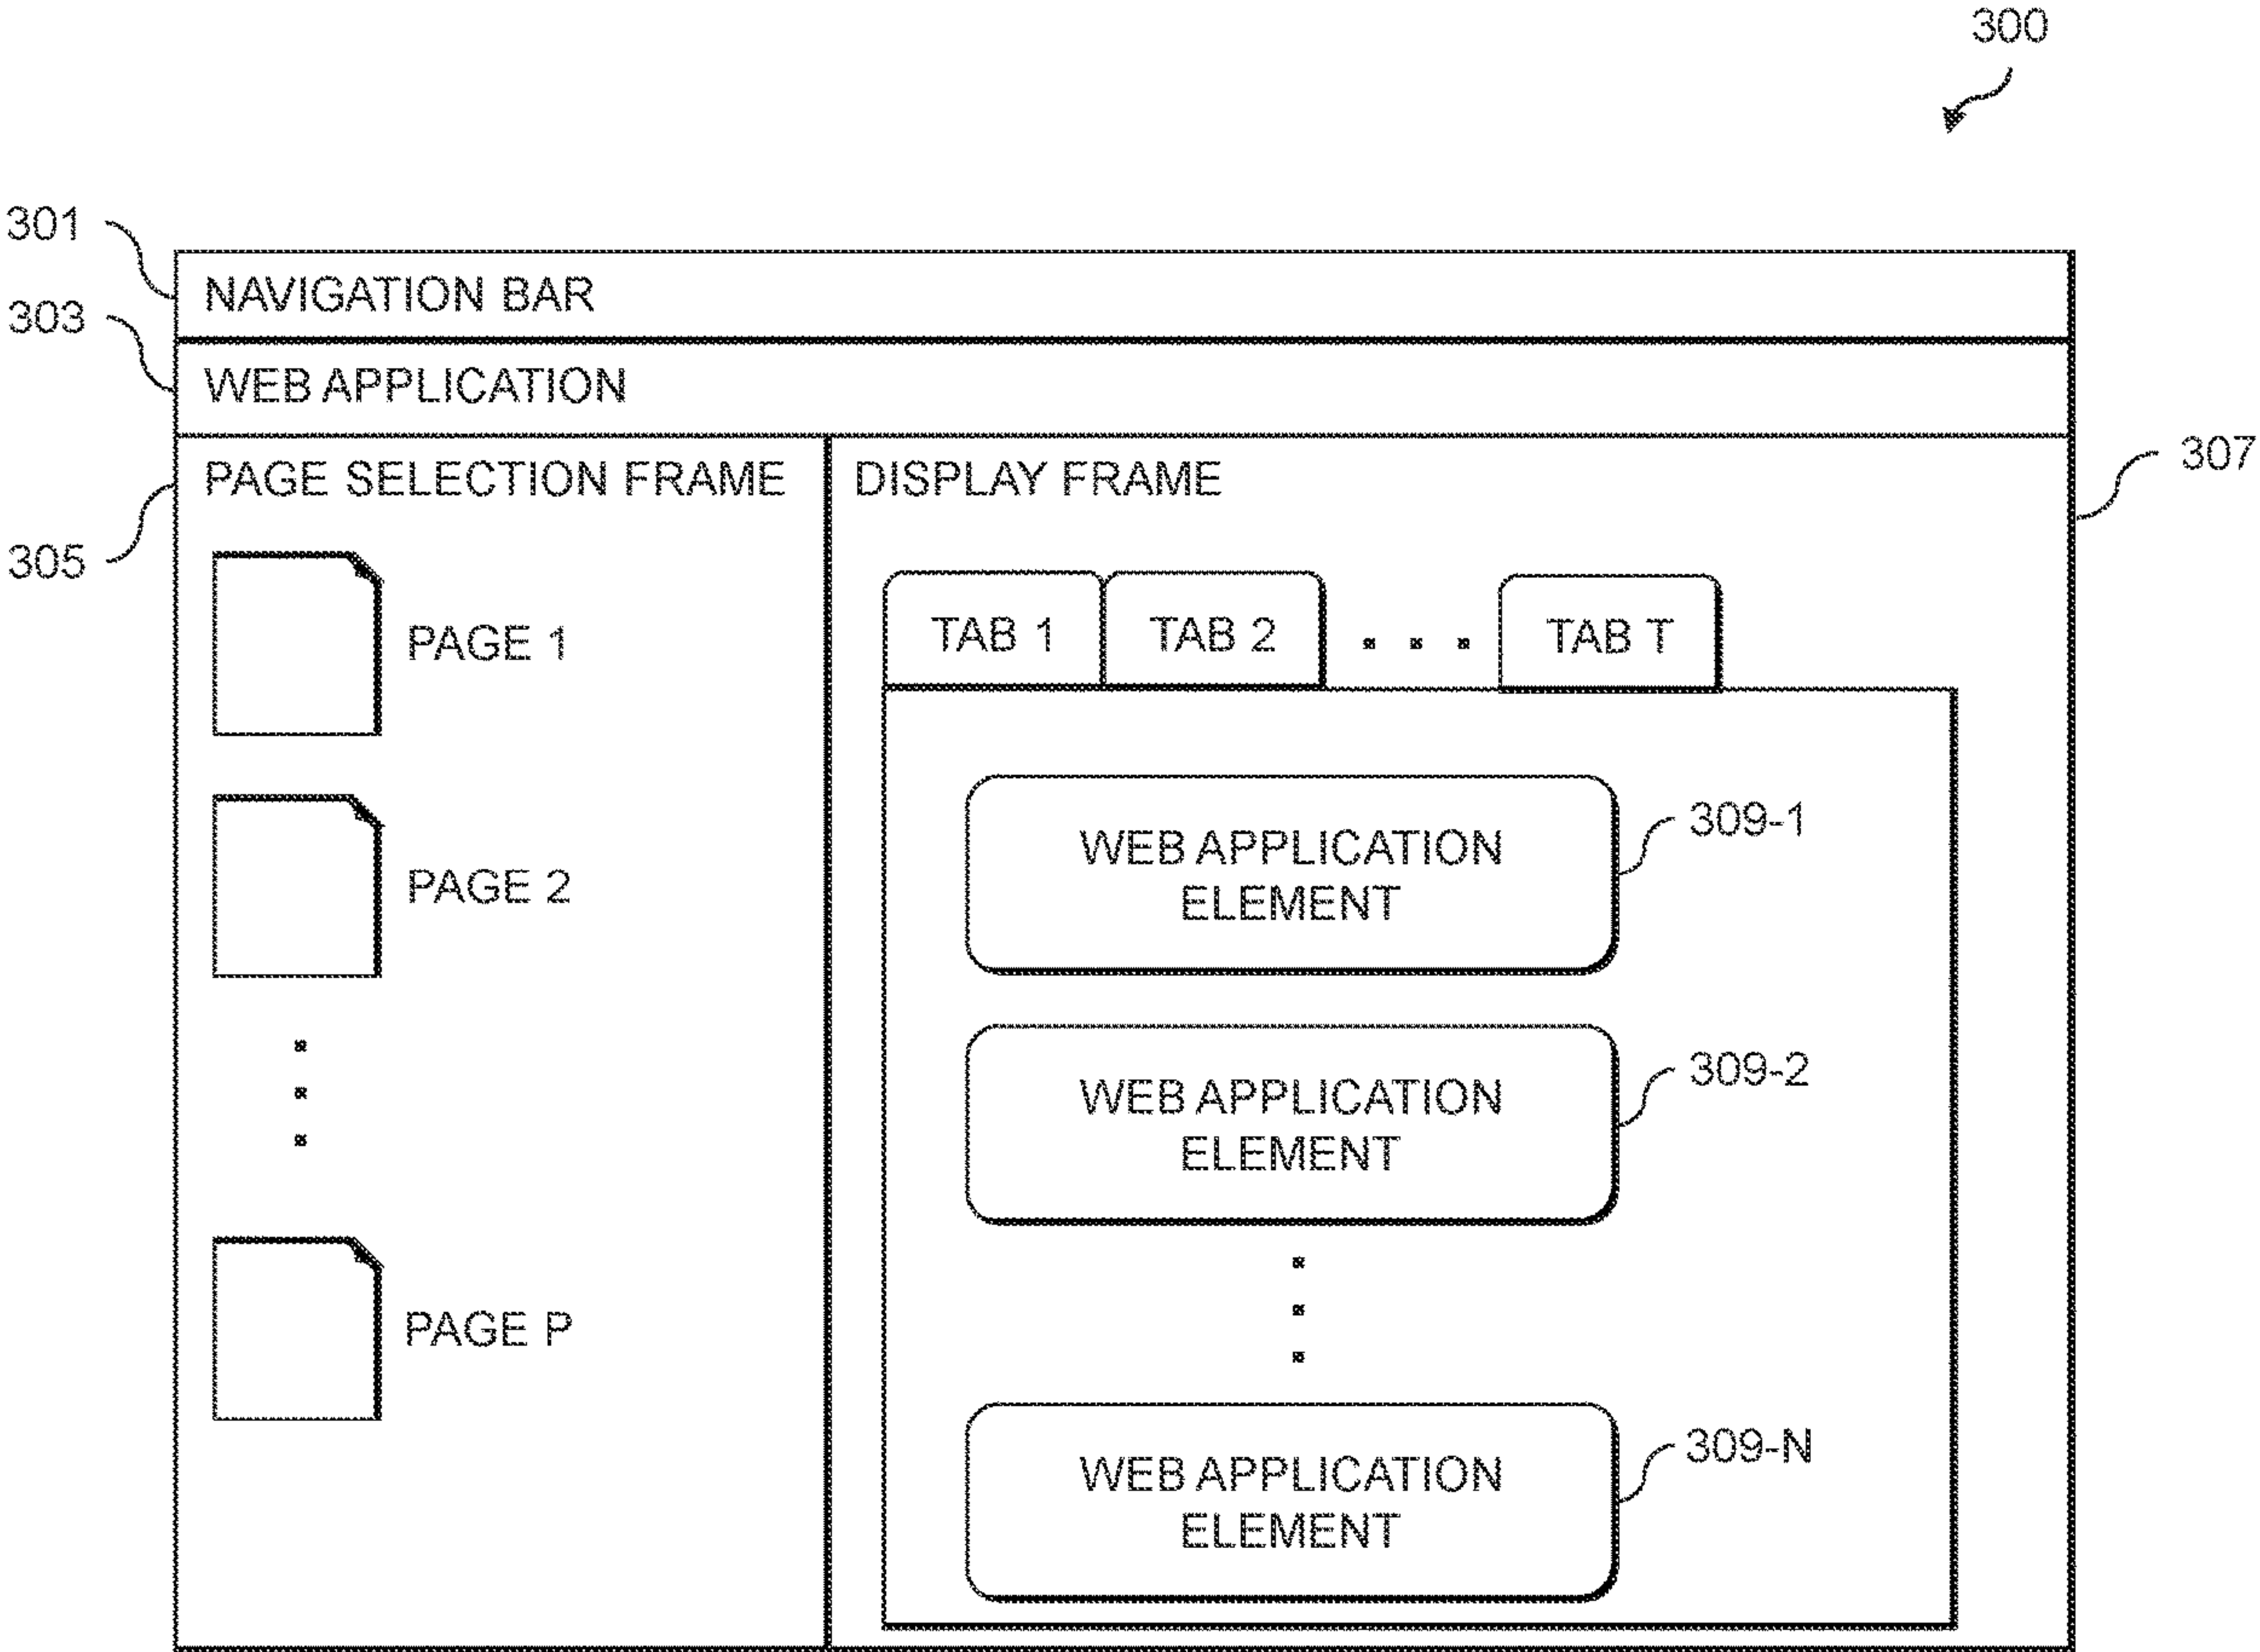 300
301
NAVIGATION BAR
303
WEB APPLICATION
305
PAGE SELECTION FRAME
PAGE 1
PAGE 2
PAGE P
DISPLAY FRAME
307
TAB 1 TAB 2 . . . TAB T
WEB APPLICATION
ELEMENT
309-1
WEB APPLICATION
ELEMENT
309-2
WEB APPLICATION
ELEMENT
309-N